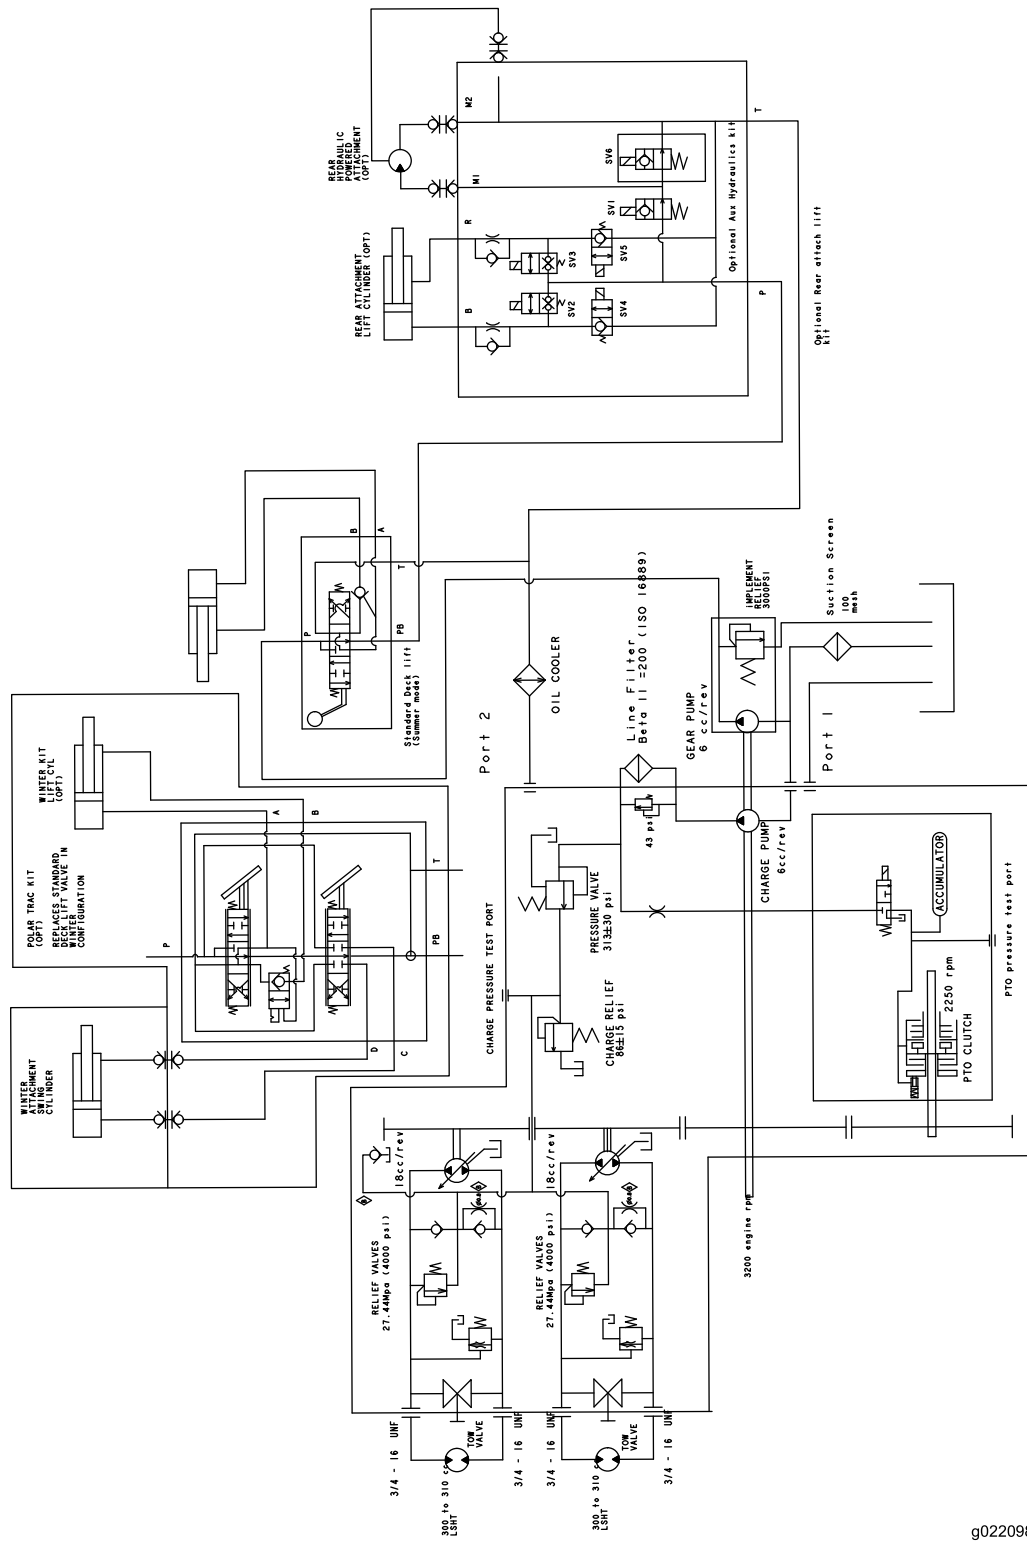 REAR
HYDRAULIC
POWERED
ATTACHMENT
(OPT)
M2
T
SV6
M1
SV1
R
REAR ATTACHMENT
LIFT CYLINDER (OPT)
SV3
SV5
Optional Aux Hydraulics kit
B
SV2
SV4
P
Optional Rear attach lift
kit
B
A
T
P
PB
Standard Deck lift
(Summer mode)
OIL COOLER
Line Filter
Beta 11 =200 (ISO 16889)
IMPLEMENT
RELIEF
3000PSI
Suction Screen
100
mesh
GEAR PUMP
6 cc/rev
Port 2
Port 1
WINTER KIT
LIFT CYL
(OPT)
A
B
POLAR TRAC KIT
(OPT)
REPLACES STANDARD
DECK LIFT VALVE IN
WINTER
CONFIGURATION
T
P
PB
43 psi
CHARGE PUMP
6cc/rev
ACCUMULATOR
PRESSURE VALVE
313±30 psi
CHARGE PRESSURE TEST PORT
PTO pressure test port
2250 rpm
CHARGE RELIEF
86±15 psi
PTO CLUTCH
D
C
WINTER
ATTACHMENT
SWING
CYLINDER
18cc/rev
18cc/rev
RELIEF VALVES
27.44Mpa (4000 psi)
RELIEF VALVES
27.44Mpa (4000 psi)
3200 engine rpm
3/4 - 16 UNF
TOW
VALVE
3/4 - 16 UNF
3/4 - 16 UNF
TOW
VALVE
3/4 - 16 UNF
300 to 310 c
LSHT
300 to 310 c
LSHT
g022098